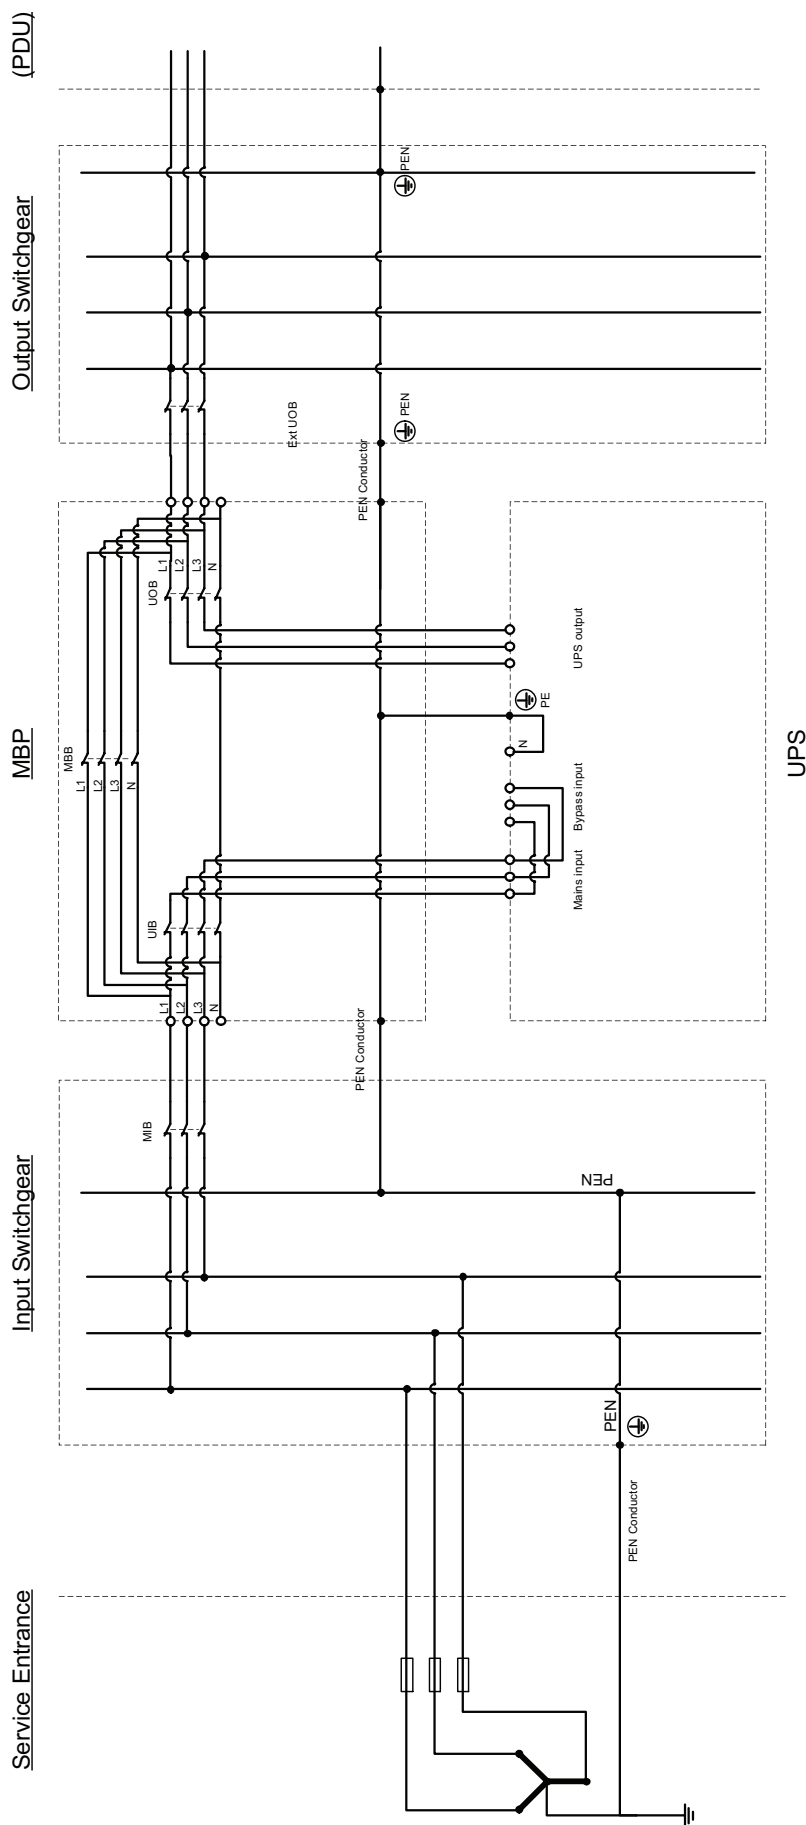 (PDU)
Output Switchgear
PEN
PEN
Ext UOB
PEN Conductor
MBP
L1
L2
L3
N
UOB
MBB
L1
L2
L3
N
UIB
L1
L2
L3
N
PEN Conductor
UPS output
PE
N
Bypass input
Mains input
UPS
Input Switchgear
MIB
PEN
PEN
PEN Conductor
Service Entrance